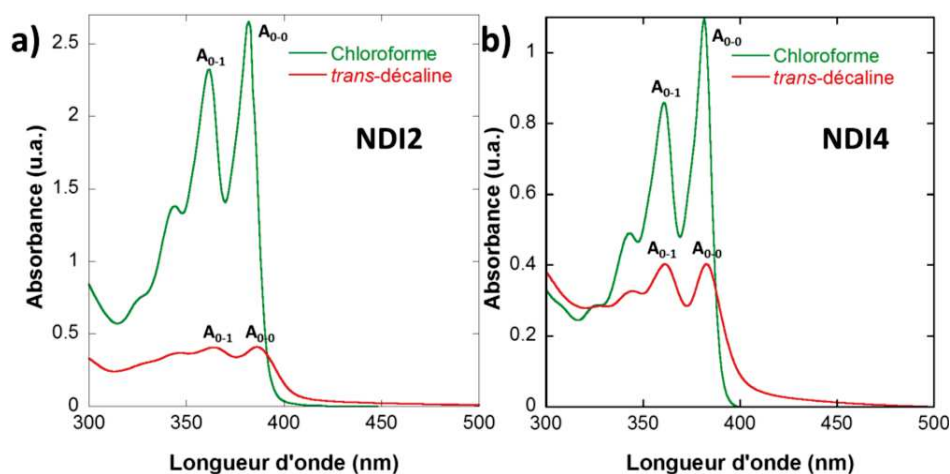 a)
A0-0
A0-1
Chloroforme
trans-décaline
NDI2
A0-1
A0-0
Absorbance (u.a.)
2.5
2
1.5
1
0.5
0
300
350
400
450
500
Longueur d'onde (nm)
b)
A0-0
A0-1
Chloroforme
trans-décaline
NDI4
A0-1
A0-0
Absorbance (u.a.)
1
0.8
0.6
0.4
0.2
0
300
350
400
450
500
Longueur d'onde (nm)